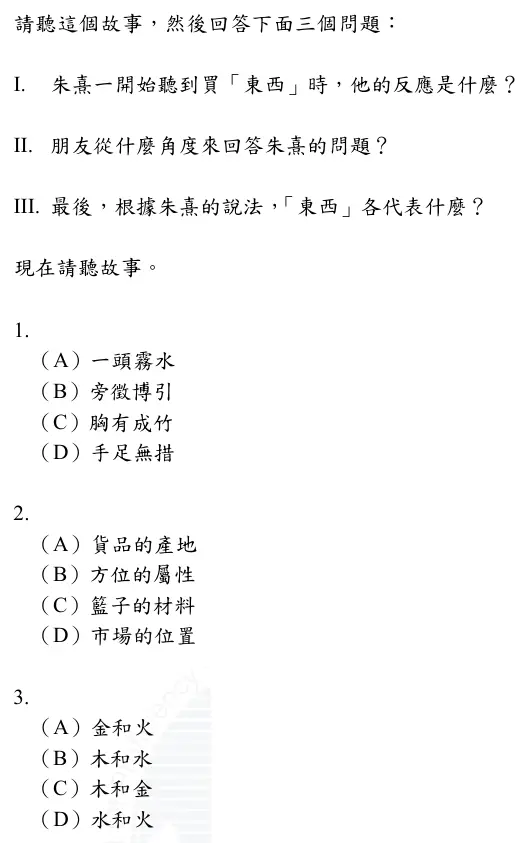 請聽這個故事，然後回答下面三個問題：
I. 朱熹一開始聽到買「東西」時，他的反應是什麼？
II. 朋友從什麼角度來回答朱熹的問題？
III. 最後，根據朱熹的說法，「東西」各代表什麼？
現在請聽故事。
1.
（A）一頭霧水
（B）旁徵博引
（C）胸有成竹
（D）手足無措
2.
（A）貨品的產地
（B）方位的屬性
（C）籃子的材料
（D）市場的位置
3.
（A）金和火
（B）木和水
（C）木和金
（D）水和火